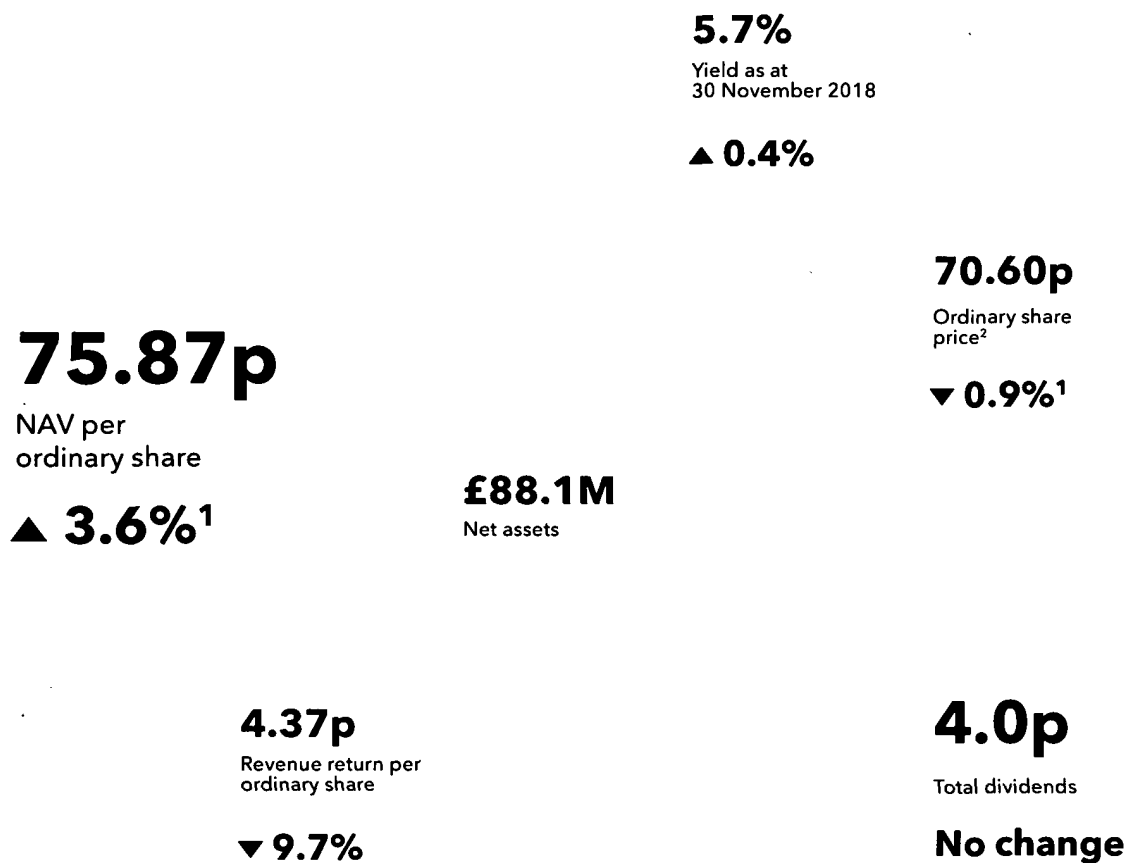 5.7%
Yield as at
30 November 2018
▲ 0.4%
70.60p
Ordinary share
price²
▼ 0.9%¹
75.87p
NAV per
ordinary share
▲ 3.6%¹
£88.1M
Net assets
4.37p
Revenue return per
ordinary share
▼ 9.7%
4.0p
Total dividends
No change